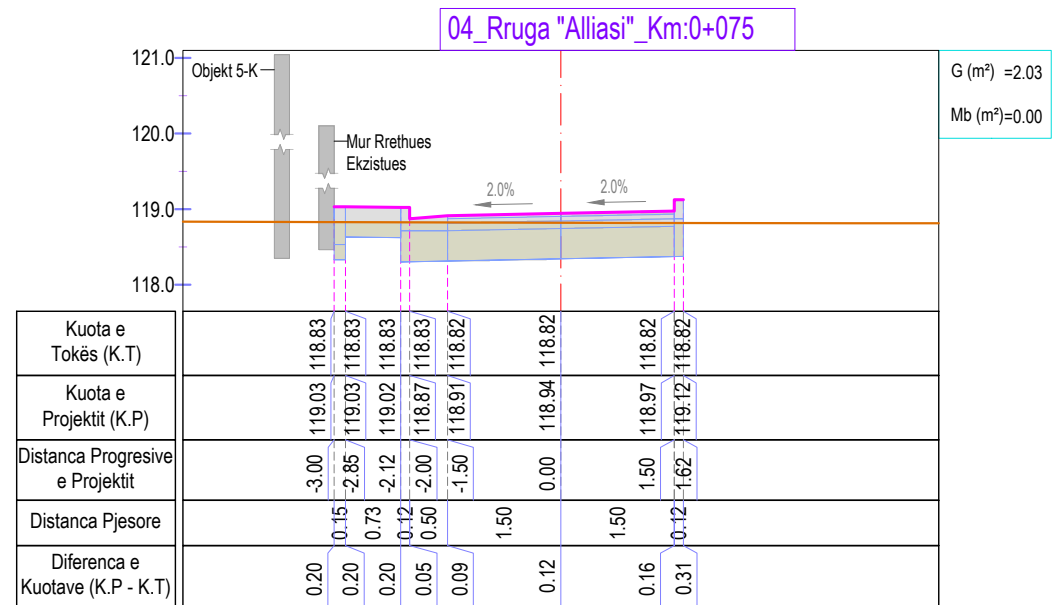 04_Rruga "Alliasi"_Km:0+075
G (m²) =2.03
Mb (m²)=0.00
121.0
120.0
119.0
118.0
Objekt 5-K
Mur Rrethues
Ekzistues
2.0%
2.0%
Kuota e
Tokës (K.T)
118.83 118.83 118.83 118.83 118.82 118.82 118.82 118.82
Kuota e
Projektit (K.P)
119.03 119.03 119.02 118.87 118.91 118.94 118.97 119.12
Distanca Progresive
e Projektit
-3.00 -2.85 -2.12 -2.00 -1.50 0.00 1.50 1.62
Distanca Pjesore
0.15 0.73 0.12 0.50 1.50 1.50 0.12
Diferenca e
Kuotave (K.P - K.T)
0.20 0.20 0.20 0.05 0.09 0.12 0.16 0.31